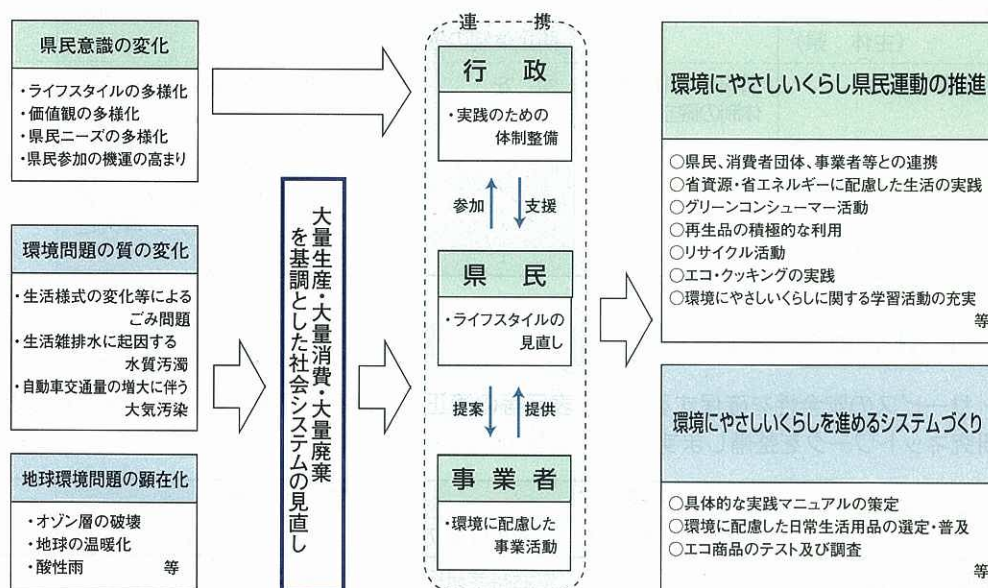 県民意識の変化
・ライフスタイルの多様化
・価値観の多様化
・県民ニーズの多様化
・県民参加の機運の高まり
環境問題の質の変化
・生活様式の変化等による
ごみ問題
・生活雑排水に起因する
水質汚濁
・自動車交通量の増大に伴う
大気汚染
地球環境問題の顕在化
・オゾン層の破壊
・地球の温暖化
・酸性雨 等
大量生産・大量消費・大量廃棄
を基調とした社会システムの見直し
連 携
行 政
・実践のための
体制整備
参加 支援
県 民
・ライフスタイルの
見直し
提案 提供
事 業 者
・環境に配慮した
事業活動
環境にやさしいくらし県民運動の推進
○県民、消費者団体、事業者等との連携
○省資源・省エネルギーに配慮した生活の実践
○グリーンコンシューマー活動
○再生品の積極的な利用
○リサイクル活動
○エコ・クッキングの実践
○環境にやさしいくらしに関する学習活動の充実
等
環境にやさしいくらしを進めるシステムづくり
○具体的な実践マニュアルの策定
○環境に配慮した日常生活用品の選定・普及
○エコ商品のテスト及び調査
等